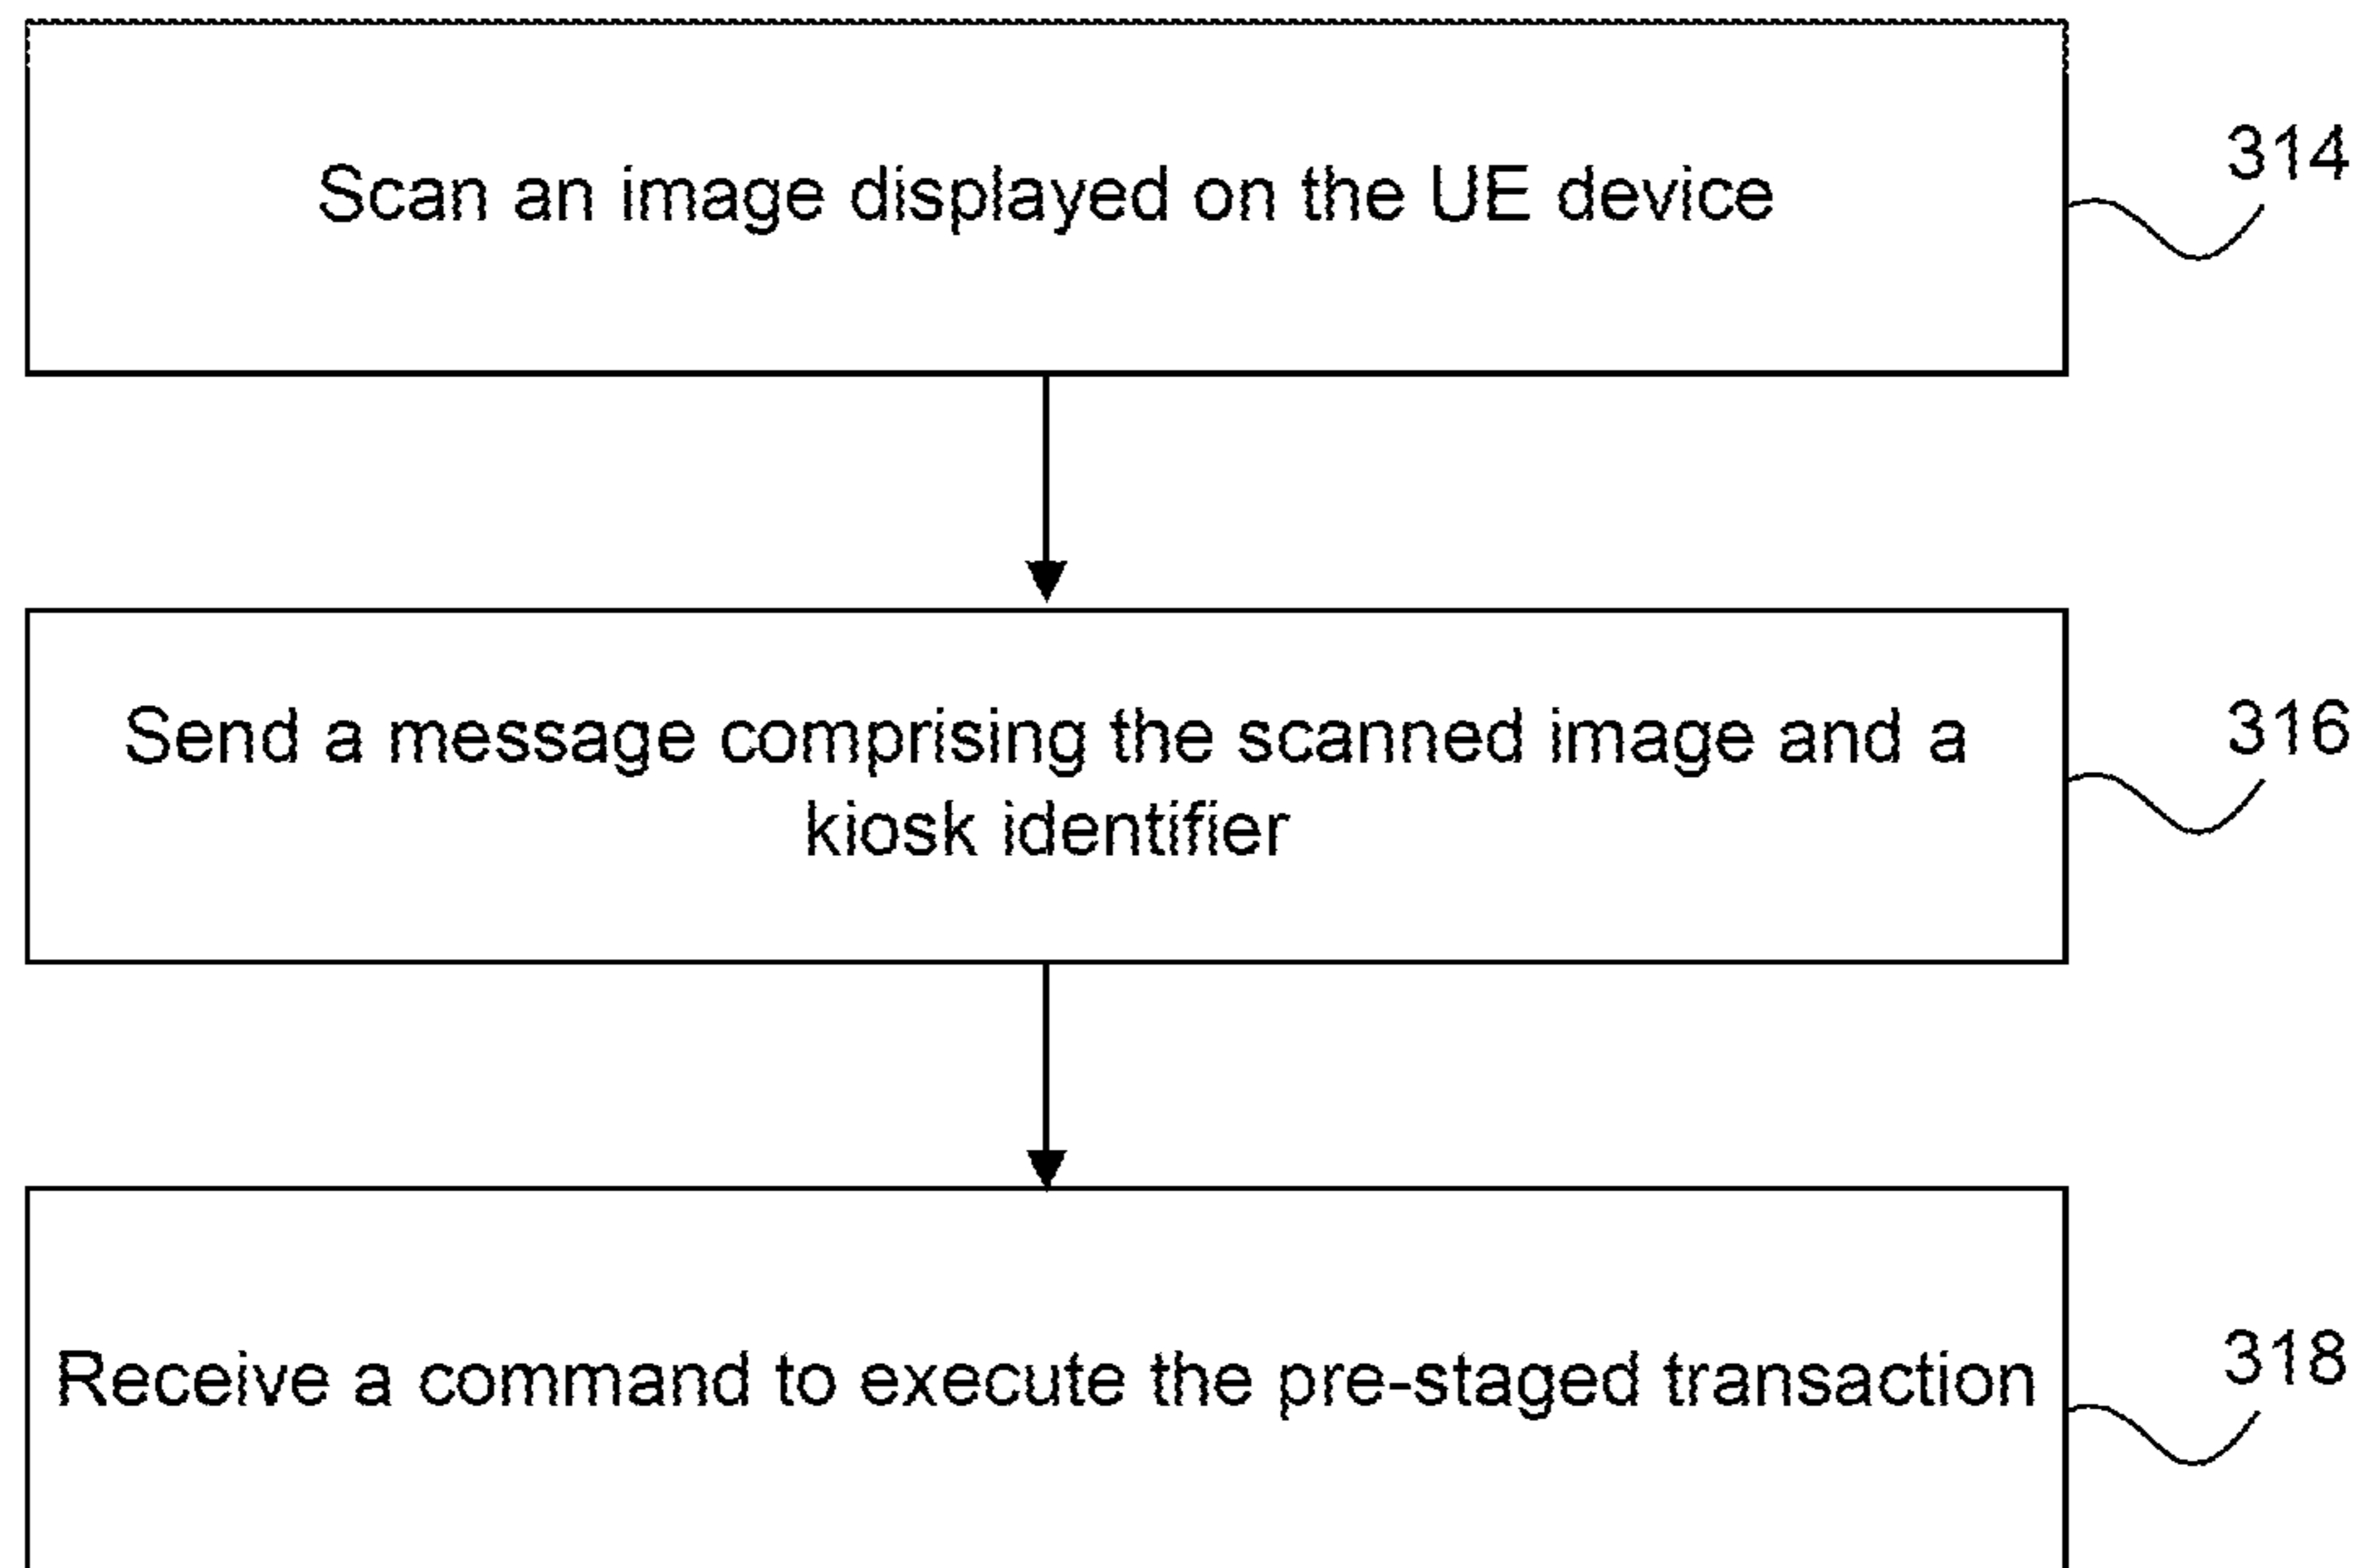 Scan an image displayed on the UE device
314
Send a message comprising the scanned image and a
kiosk identifier
316
Receive a command to execute the pre-staged transaction
318